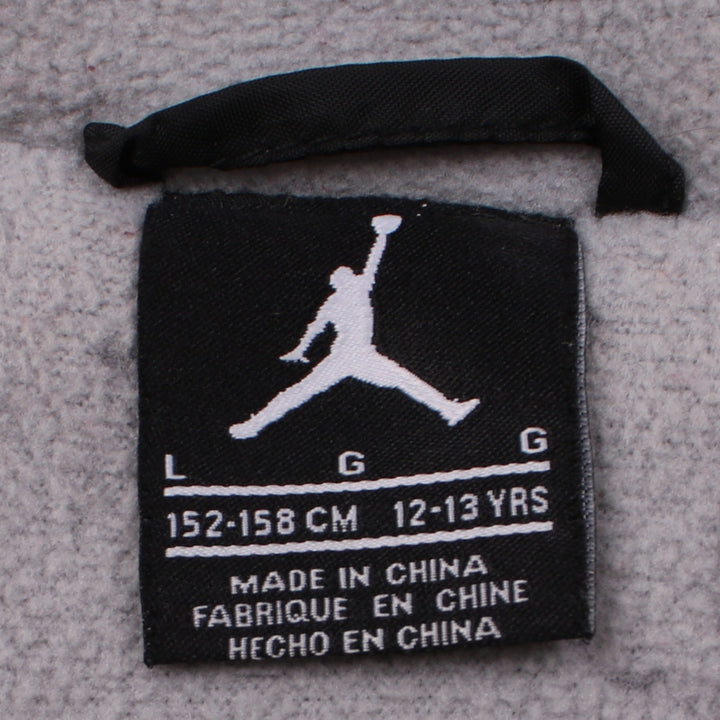 L G G
152-158 CM 12-13 YRS
MADE IN CHINA
FABRIQUE EN CHINE
HECHO EN CHINA